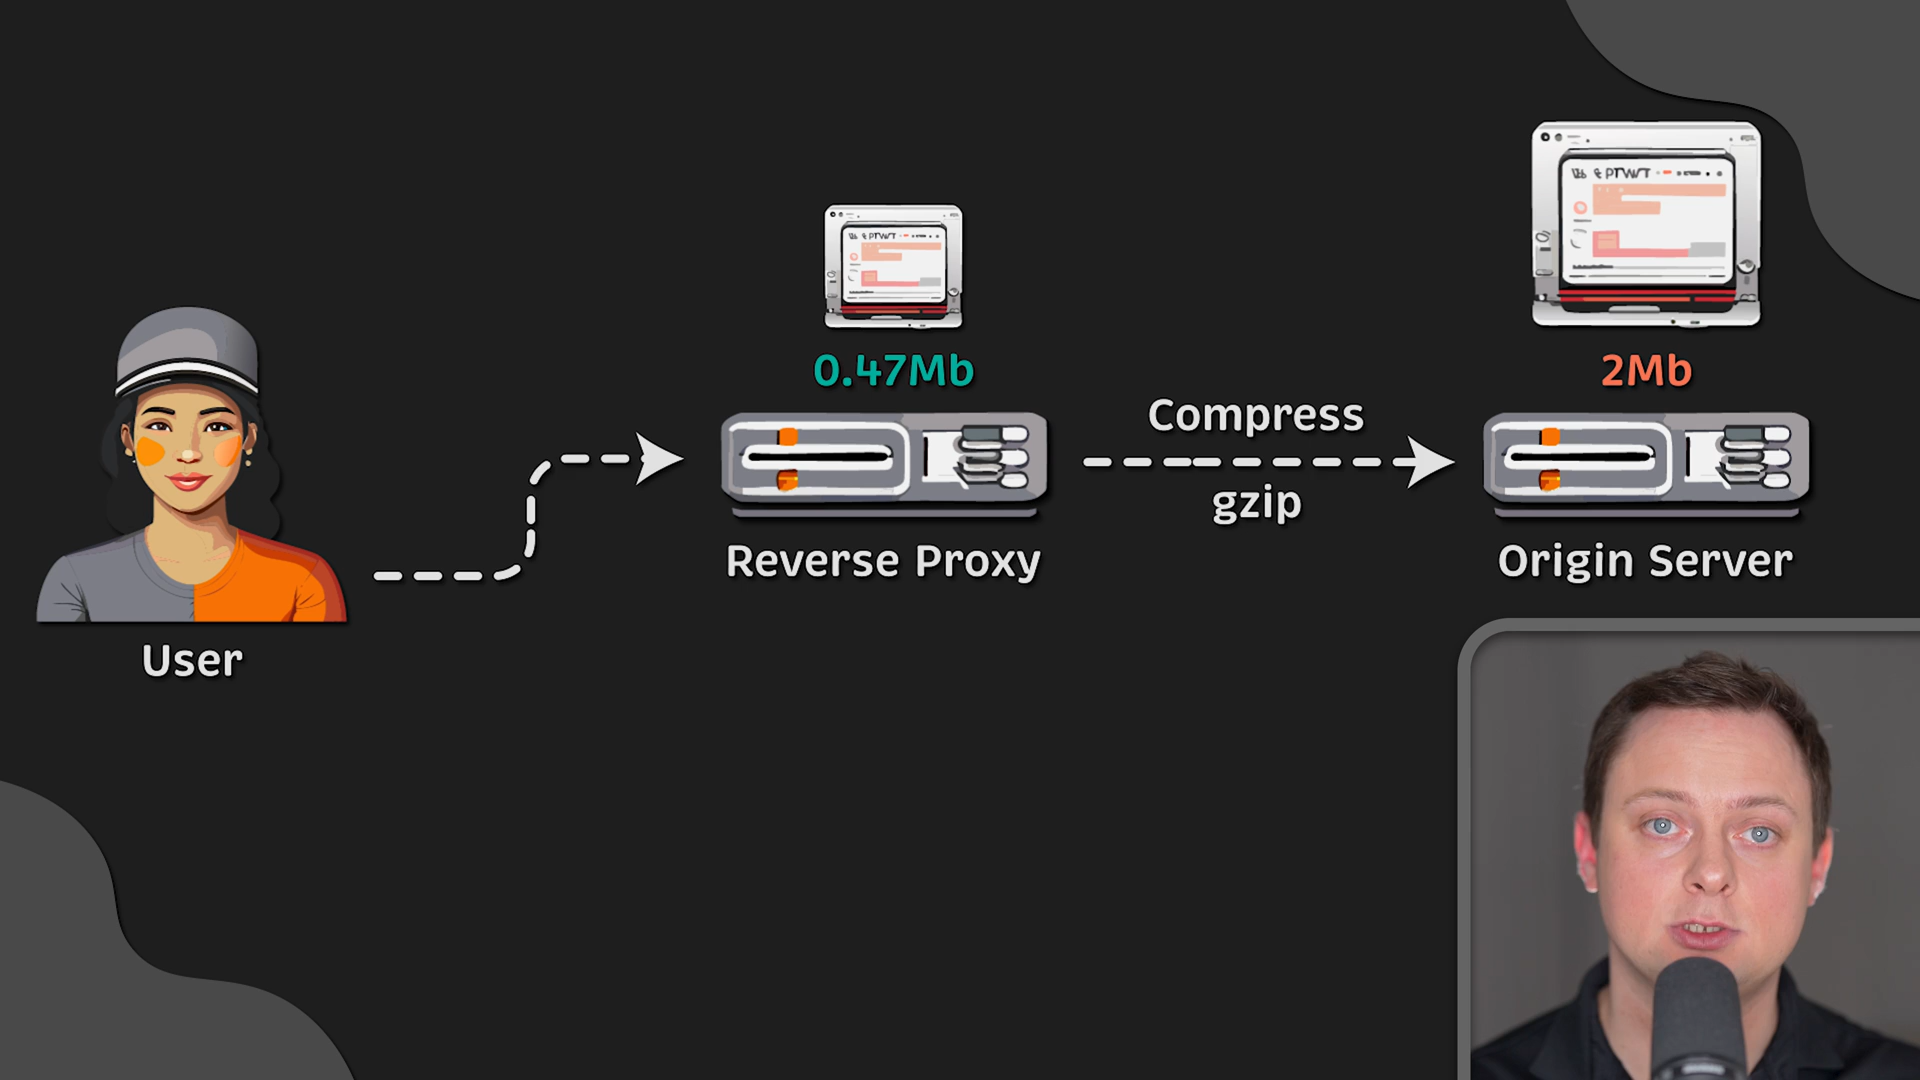 0.47Mb
2Mb
Compress
gzip
Reverse Proxy
Origin Server
User